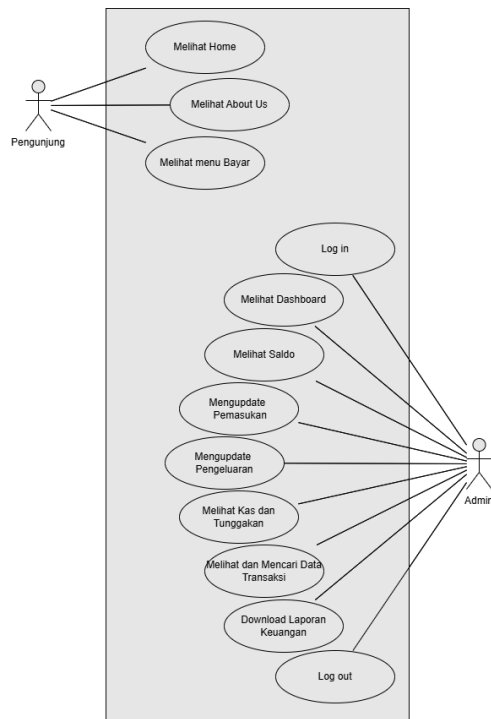 Melihat Home
Melihat About Us
Pengunjung
Melihat menu Bayar
Log in
Melihat Dashboard
Melihat Saldo
Mengupdate
Pemasukan
Mengupdate
Pengeluaran
Admin
Melihat Kas dan
Tunggakan
Melihat dan Mencari Data
Transaksi
Download Laporan
Keuangan
Log out